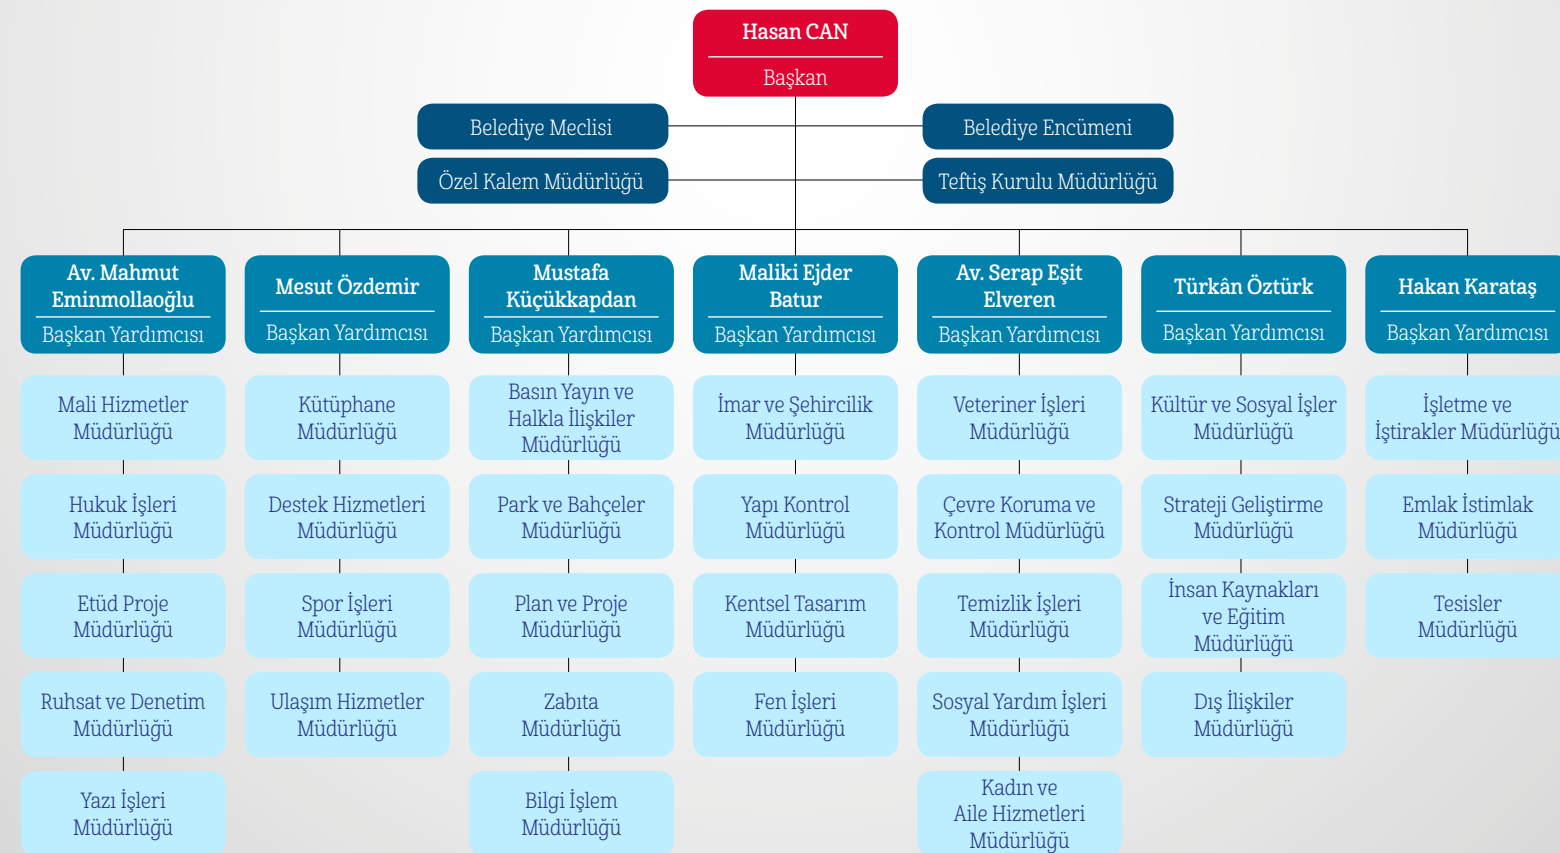 Hasan CAN
Başkan
Belediye Meclisi
Belediye Encümeni
Özel Kalem Müdürlüğü
Teftiş Kurulu Müdürlüğü
Av. Mahmut
Eminmollaoğlu
Başkan Yardımcısı
Mali Hizmetler
Müdürlüğü
Hukuk İşleri
Müdürlüğü
Etüd Proje
Müdürlüğü
Ruhsat ve Denetim
Müdürlüğü
Yazı İşleri
Müdürlüğü
Mesut Özdemir
Başkan Yardımcısı
Kütüphane
Müdürlüğü
Destek Hizmetleri
Müdürlüğü
Spor İşleri
Müdürlüğü
Ulaşım Hizmetler
Müdürlüğü
Mustafa
Küçükkapdan
Başkan Yardımcısı
Basın Yayın ve
Halkla İlişkiler
Müdürlüğü
Park ve Bahçeler
Müdürlüğü
Plan ve Proje
Müdürlüğü
Zabıta
Müdürlüğü
Bilgi İşlem
Müdürlüğü
Maliki Ejder
Batur
Başkan Yardımcısı
İmar ve Şehircilik
Müdürlüğü
Yapı Kontrol
Müdürlüğü
Kentsel Tasarım
Müdürlüğü
Fen İşleri
Müdürlüğü
Av. Serap Eşit
Elveren
Başkan Yardımcısı
Veteriner İşleri
Müdürlüğü
Çevre Koruma ve
Kontrol Müdürlüğü
Temizlik İşleri
Müdürlüğü
Sosyal Yardım İşleri
Müdürlüğü
Kadın ve
Aile Hizmetleri
Müdürlüğü
Türkân Öztürk
Başkan Yardımcısı
Kültür ve Sosyal İşler
Müdürlüğü
Strateji Geliştirme
Müdürlüğü
İnsan Kaynakları
ve Eğitim
Müdürlüğü
Dış İlişkiler
Müdürlüğü
Hakan Karataş
Başkan Yardımcısı
İşletme ve
İştirakler Müdürlüğü
Emlak İstimlak
Müdürlüğü
Tesisler
Müdürlüğü